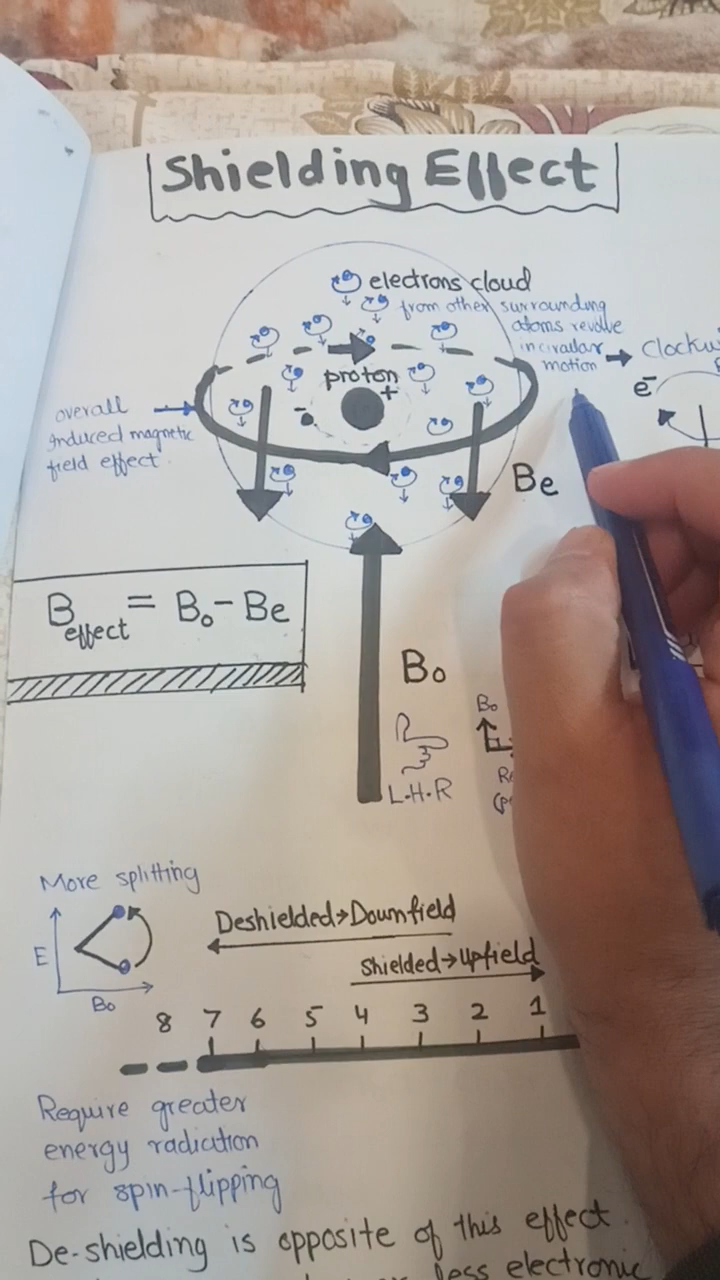 Shielding Effect
electrons cloud
from other surrounding
atoms revolve
in circular
motion
proton
+
-
e⁻
overall
induced magnetic
field effect.
Be
Beffect = B₀ - Be
B₀
B₀
L.H.R
More splitting
E
B₀
Deshielded→Downfield
Shielded→Upfield
8 7 6 5 4 3 2 1
Require greater
energy radiation
for spin-flipping
De-shielding is opposite of this effect
less electronic